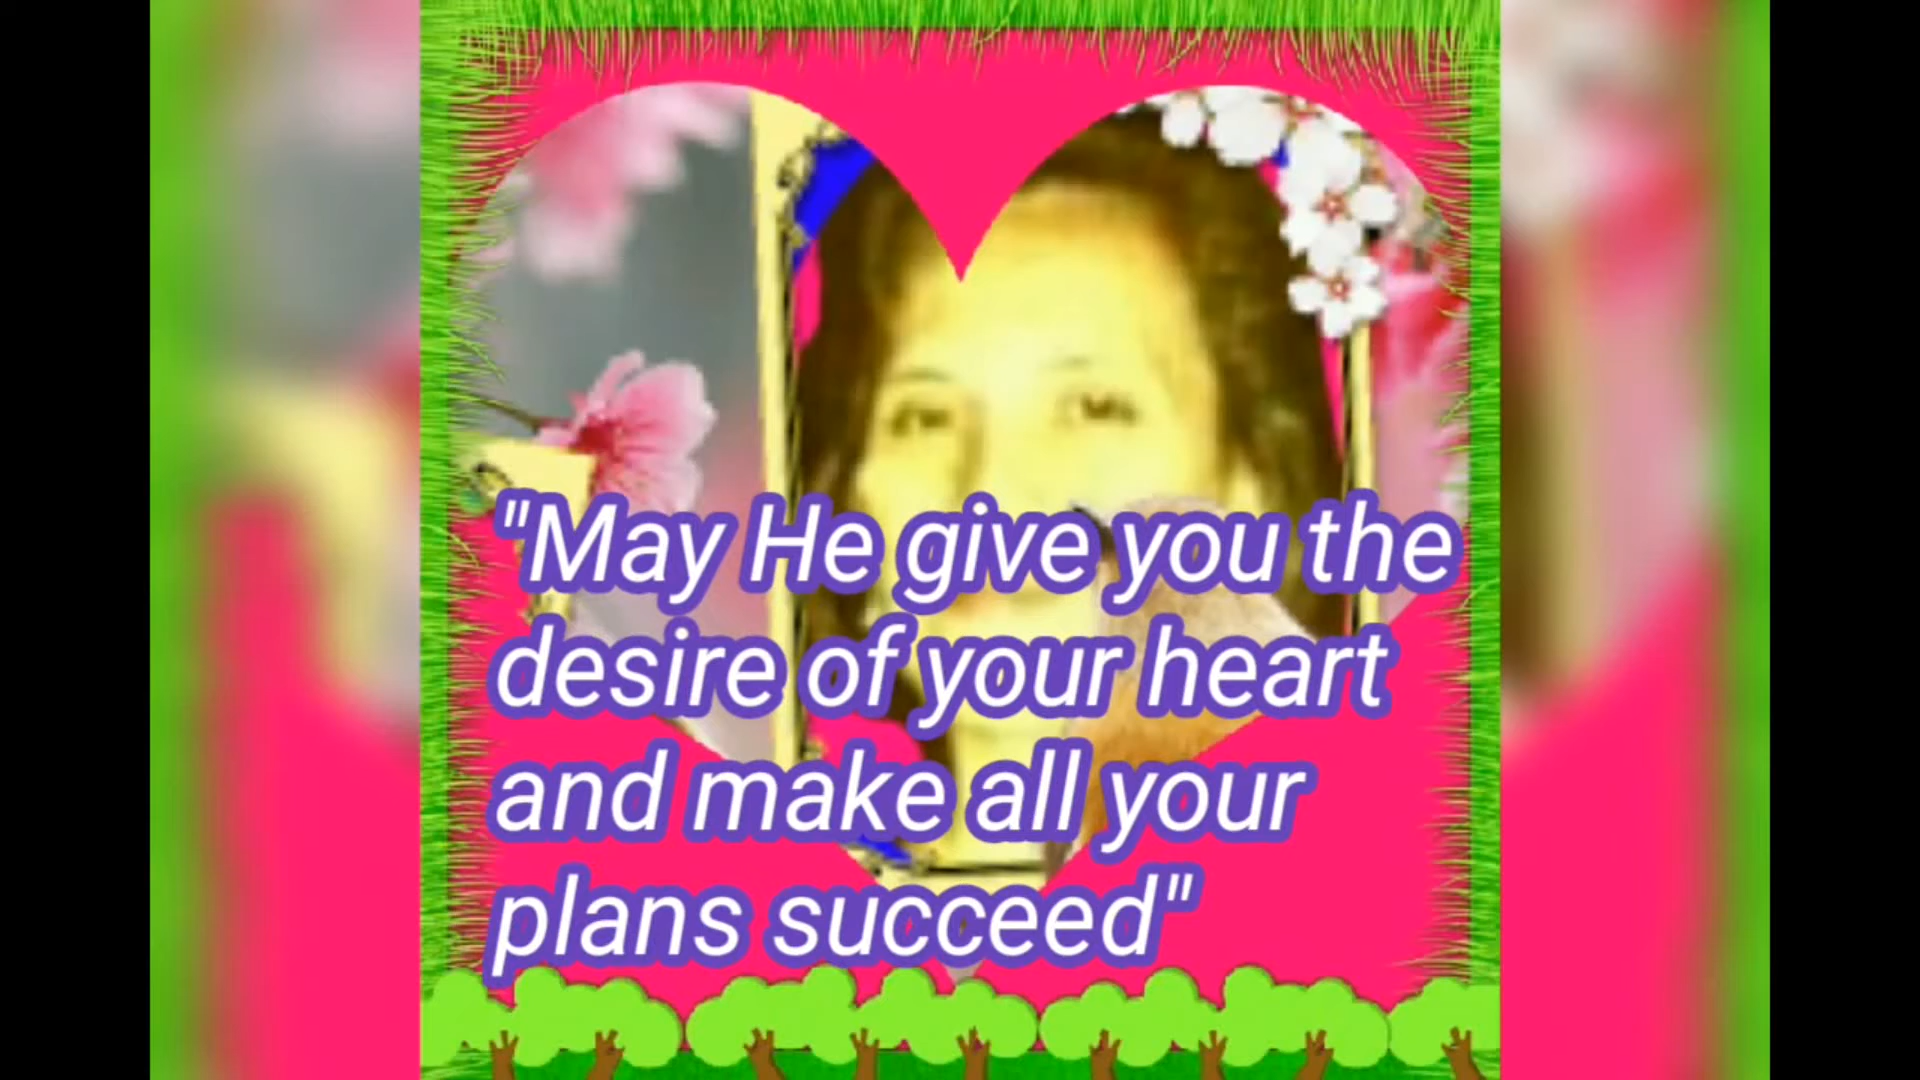 "May He give you the
desire of your heart
and make all your
plans succeed"